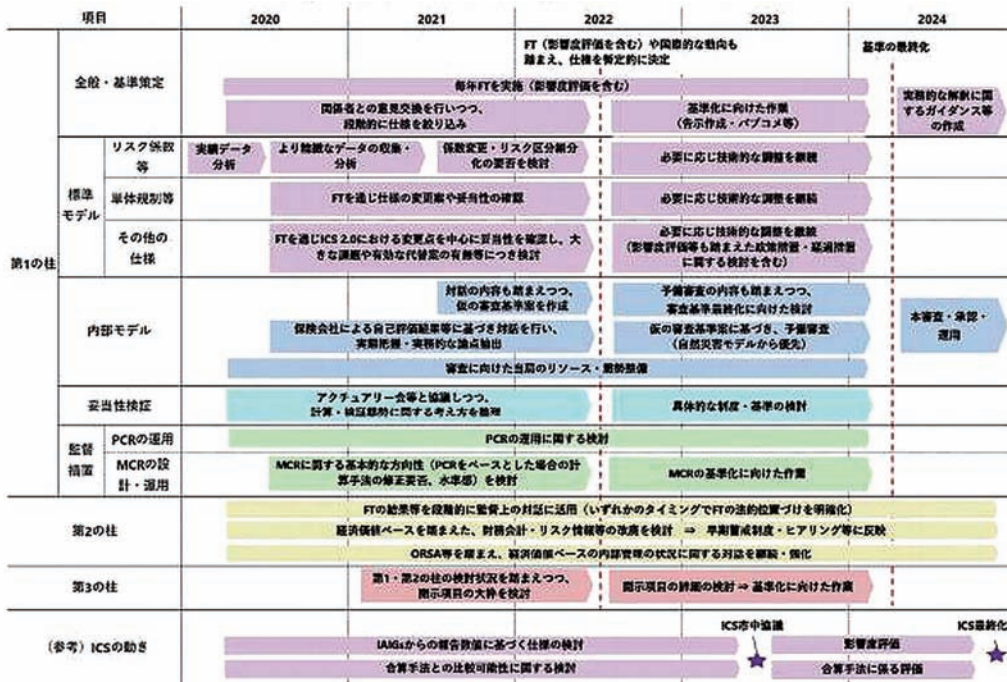 項目
2020
2021
2022
2023
2024
FT（影響度評価を含む）や国際的な動向も
踏まえ、仕様を暫定的に決定
基準の最終化
全般・基準策定
毎年FTを実施（影響度評価を含む）
関係者との意見交換を行いつつ、
段階的に仕様を絞り込み
基準化に向けた作業
（告示作成・パブコメ等）
実務的な解釈に関
するガイダンス等
の作成
第1の柱
標準
モデル
リスク係数
等
実績データ
分析
より詳細なデータの収集・
分析
係数変更・リスク区分細分
化の要否を検討
必要に応じ技術的な調整を継続
単体規制等
FTを通じ仕様の変更案や妥当性の確認
必要に応じ技術的な調整を継続
その他の
仕様
FTを通じICS 2.0における変更点を中心に妥当性を確認し、大
きな課題や有効な代替案の有無等につき検討
必要に応じ技術的な調整を継続
（影響度評価等も踏まえた政策措置・経過措置
に関する検討を含む）
内部モデル
対話の内容も踏まえつつ、
仮の審査基準案を作成
予備審査の内容も踏まえつつ、
審査基準最終化に向けた検討
保険会社による自己評価結果等に基づき対話を行い、
実態把握・実務的な論点抽出
仮の審査基準案に基づき、予備審査
（自然災害モデルから優先）
本審査・承認・
運用
審査に向けた当局のリソース・態勢整備
妥当性検証
アクチュアリー会等と協議しつつ、
計算・検証態勢に関する考え方を整理
具体的な制度・基準の検討
監督
措置
PCRの運用
PCRの運用に関する検討
MCRの設
計・運用
MCRに関する基本的な方向性（PCRをベースとした場合の計
算手法の修正要否、水準感）を検討
MCRの基準化に向けた作業
第2の柱
FTの結果等を段階的に監督上の対話に活用（いずれかのタイミングでFTの法的位置づけを明確化）
経済価値ベースを踏まえた、財務会計・リスク情報等の改廃を検討 ⇒ 早期警戒制度・ヒアリング等に反映
ORSA等を踏まえ、経済価値ベースの内部管理の状況に関する対話を継続・強化
第3の柱
第1・第2の柱の検討状況を踏まえつつ、
開示項目の大枠を検討
開示項目の詳細の検討 ⇒ 基準化に向けた作業
（参考）ICSの動き
ICS市中協議
ICS最終化
IAIGsからの報告数値に基づく仕様の検討
影響度評価
合算手法との比較可能性に関する検討
合算手法に係る評価